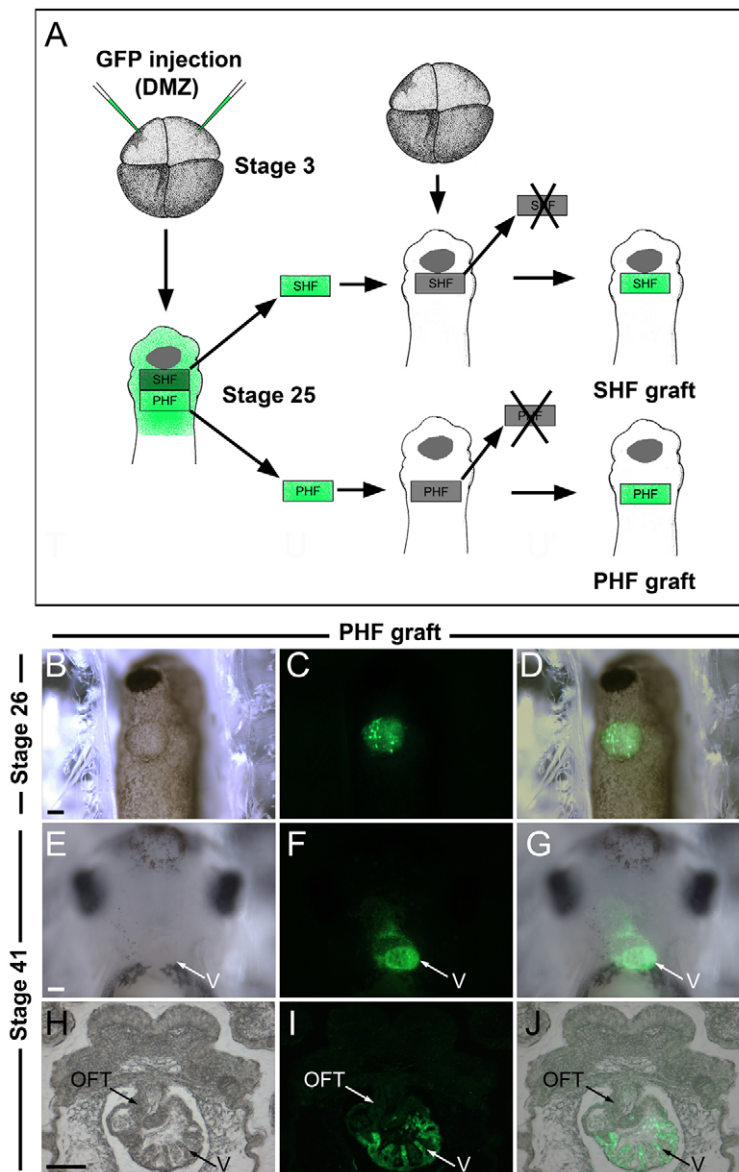 A
GFP injection
(DMZ)
Stage 3
SHF
SHF
SHF
SHF
SHF
PHF
Stage 25
SHF graft
PHF
PHF
PHF
PHF
T
U
U
PHF graft
PHF graft
Stage 26
B
C
D
Stage 41
E
F
G
V
V
V
H
I
J
OFT
OFT
V
V
V